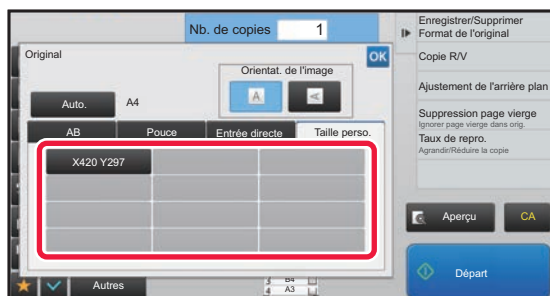 Nb. de copies 1
Original
OK
Orientat. de l'image
A
A
Auto.
A4
AB
Pouce
Entrée directe
Taille perso.
X420 Y297
Autres
3 B4
4 A3
Enregistrer/Supprimer
Format de l'original
Copie R/V
Ajustement de l'arrière plan
Suppression page vierge
Ignorer page vierge dans orig.
Taux de repro.
Agrandir/Réduire la copie
Aperçu
CA
Départ